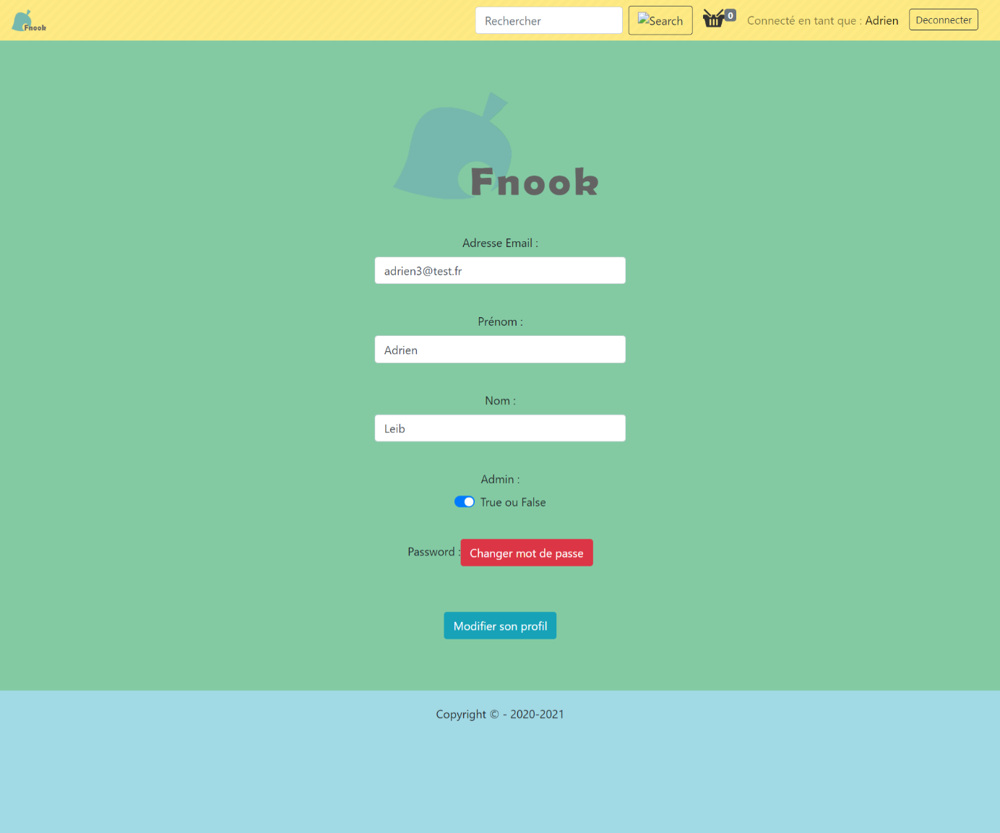 Fnook
Rechercher
Search
0
Connecté en tant que : Adrien
Deconnecter
Fnook
Adresse Email :
adrien3@test.fr
Prénom :
Adrien
Nom :
Leib
Admin :
True ou False
Password :
Changer mot de passe
Modifier son profil
Copyright © - 2020-2021